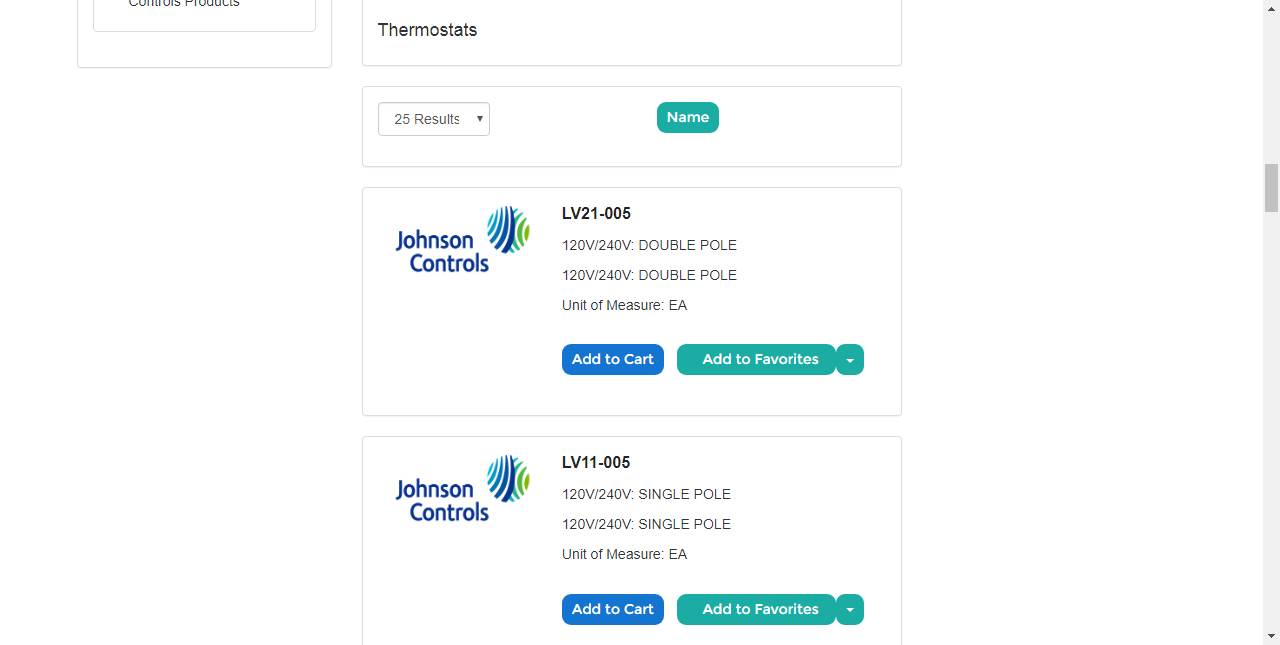 Controls Products
Thermostats
25 Results
Name
Johnson
Controls
LV21-005
120V/240V: DOUBLE POLE
120V/240V: DOUBLE POLE
Unit of Measure: EA
Add to Cart
Add to Favorites
Johnson
Controls
LV11-005
120V/240V: SINGLE POLE
120V/240V: SINGLE POLE
Unit of Measure: EA
Add to Cart
Add to Favorites